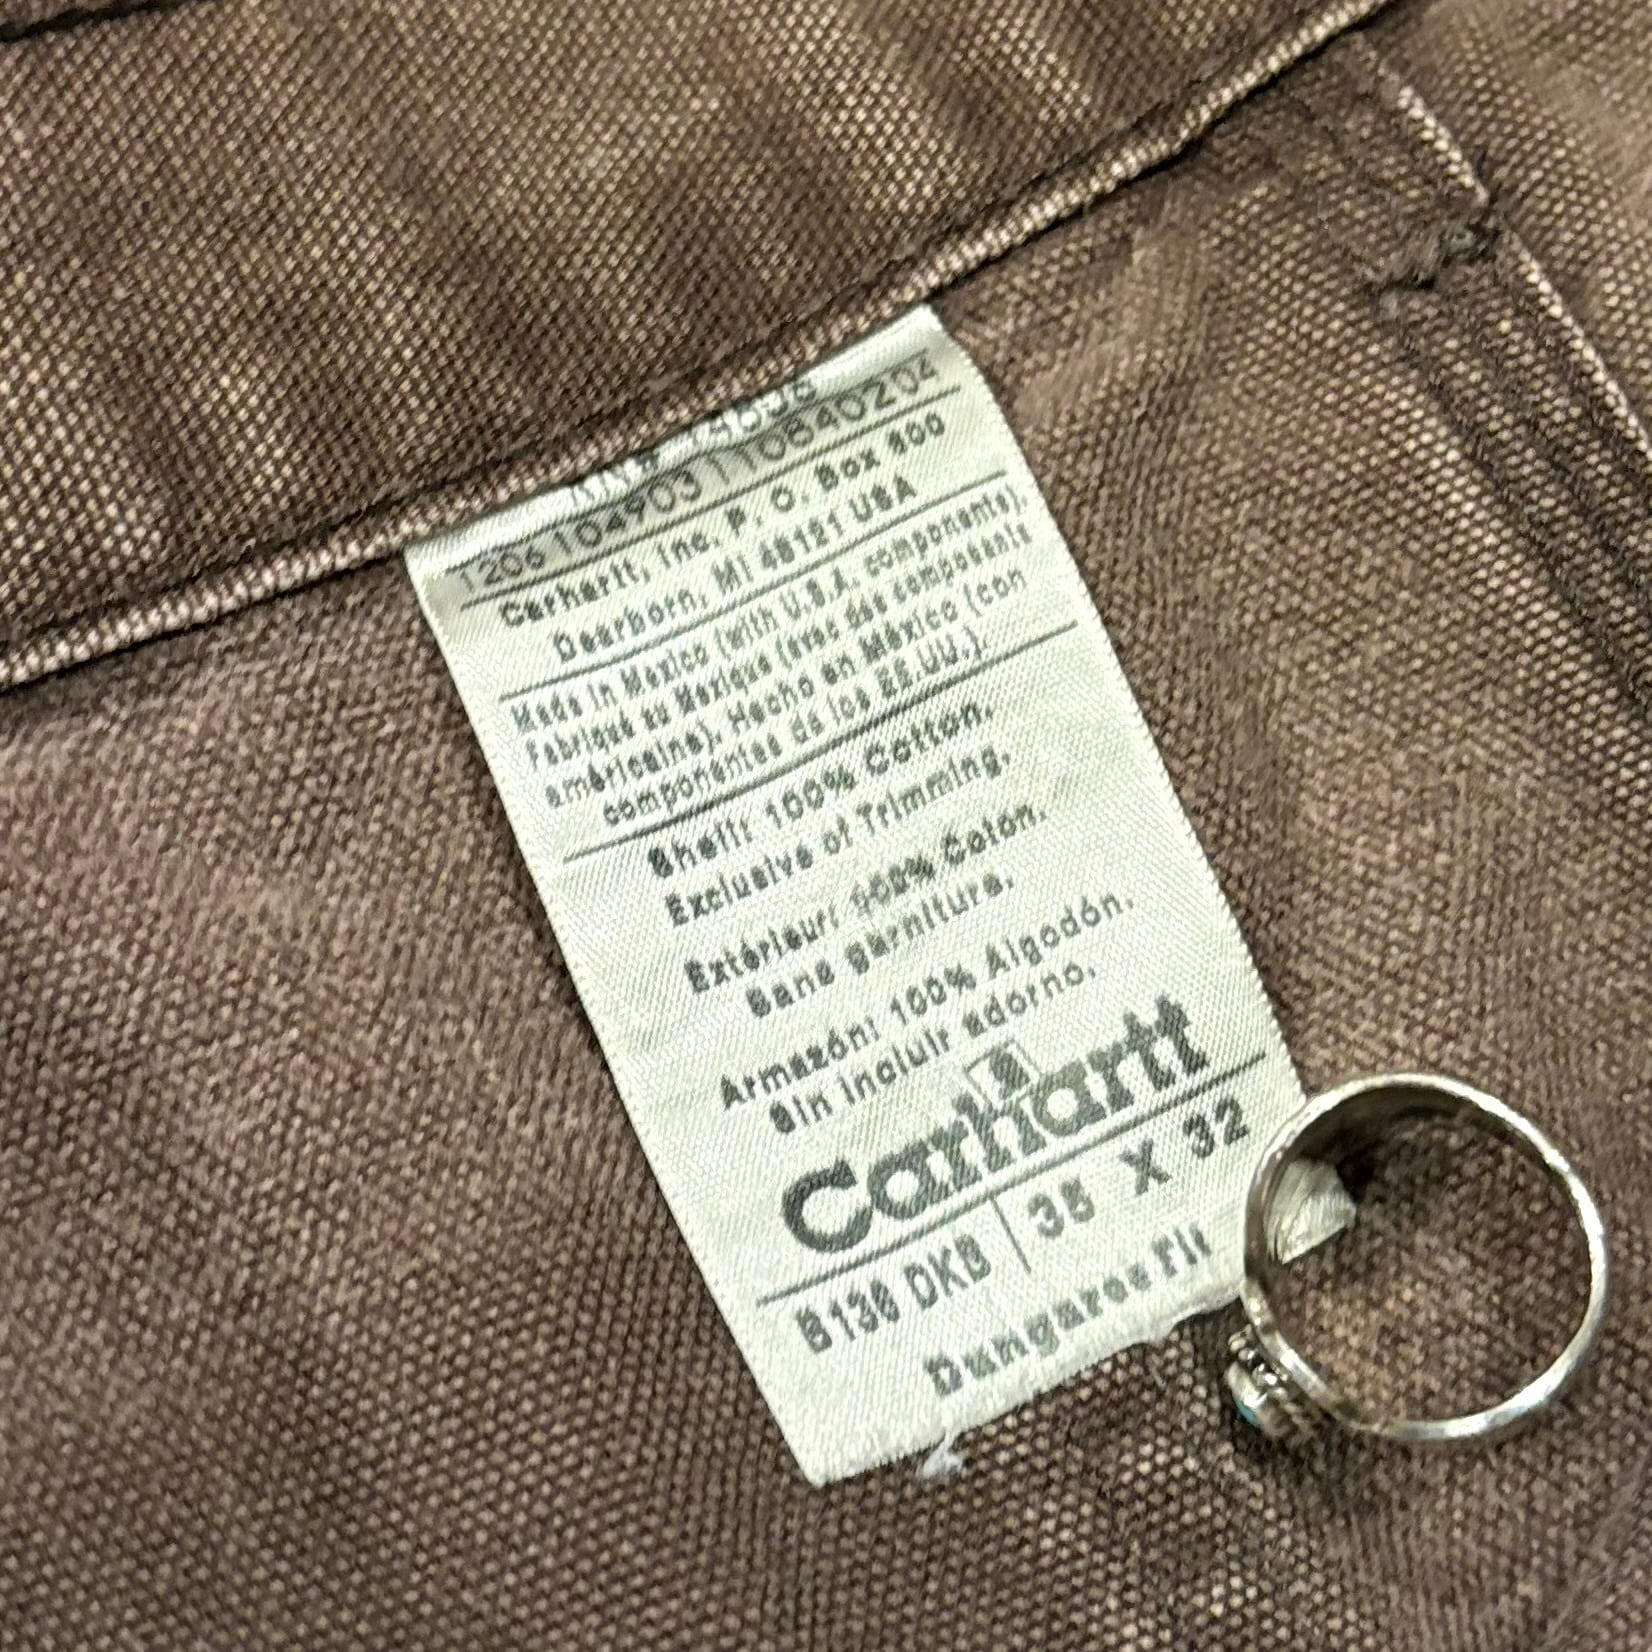 12061049031106840204
Carhartt, Inc. P. O. Box 600
Dearborn, MI 48121 USA
Made in Mexico (with U.S.A. components).
Fabriqué au Mexique (avec des composants
américains). Hecho en México (con
componentes de los EE.UU.)
Shell: 100% Cotton.
Exclusive of Trimming.
Extérieur: 100% Coton.
Sans garniture.
Armazón: 100% Algodón.
Sin incluir adorno.
Carhartt
B136 DKB | 35 X 32
Dungaree Fit